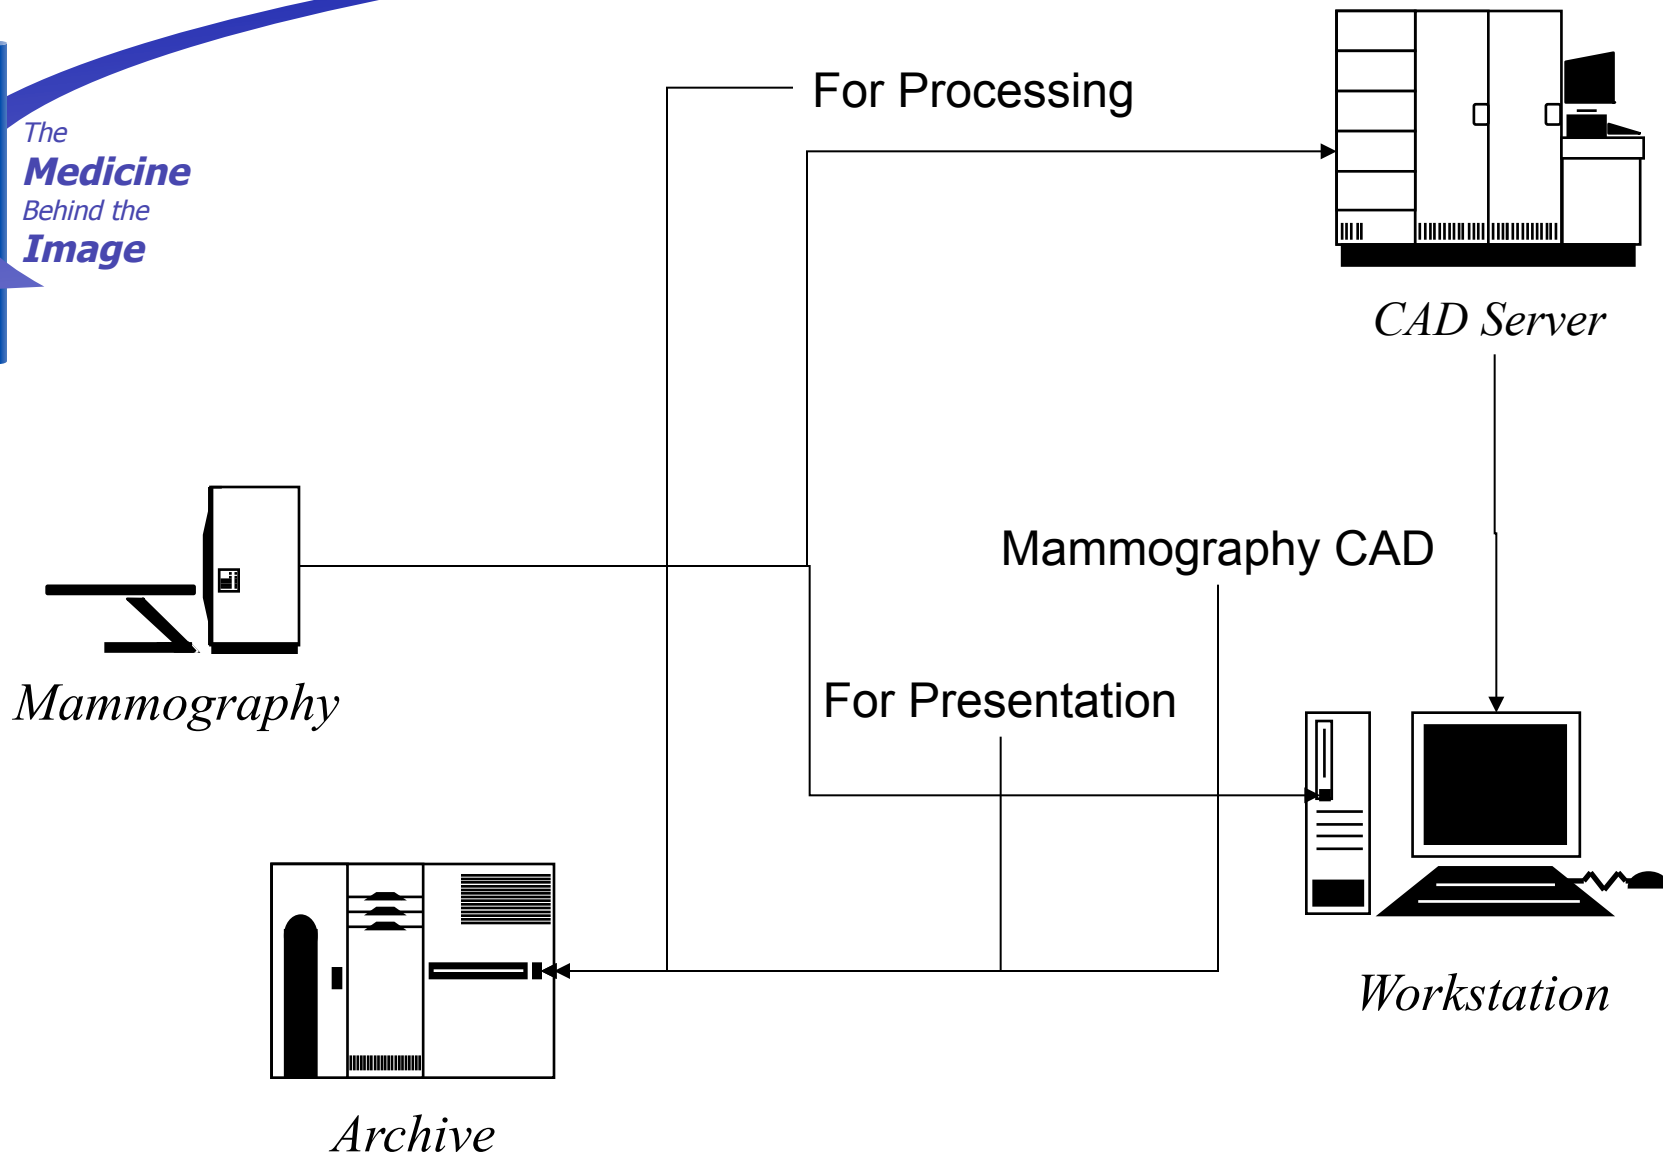 The
Medicine
Behind the
Image
For Processing
CAD Server
Mammography CAD
Mammography
For Presentation
Workstation
Archive